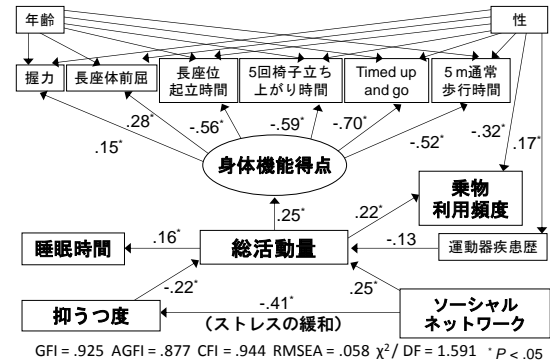 年齢
性
握力
長座体前屈
長座位
起立時間
5回椅子立ち
上がり時間
Timed up
and go
5m通常
歩行時間
.15*
.28*
-.56*
-.59*
-.70*
-.52*
-.32*
.17*
身体機能得点
乗物
利用頻度
.25*
.22*
睡眠時間
.16*
総活動量
-.13
運動器疾患歴
-.22*
-.41*
.25*
抑うつ度
(ストレスの緩和)
ソーシャル
ネットワーク
GFI = .925 AGFI = .877 CFI = .944 RMSEA = .058 χ²/ DF = 1.591 *P < .05